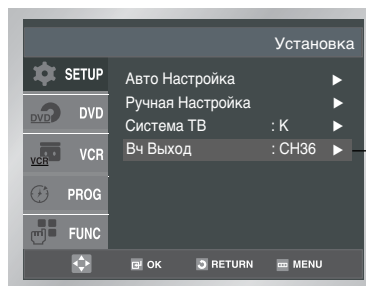 Установка
SETUP
DVD
DVD
VCR
VCR
PROG
FUNC
Авто Настройка
Ручная Настройка
Система ТВ : K
Вч Выход : CH36
OK RETURN MENU